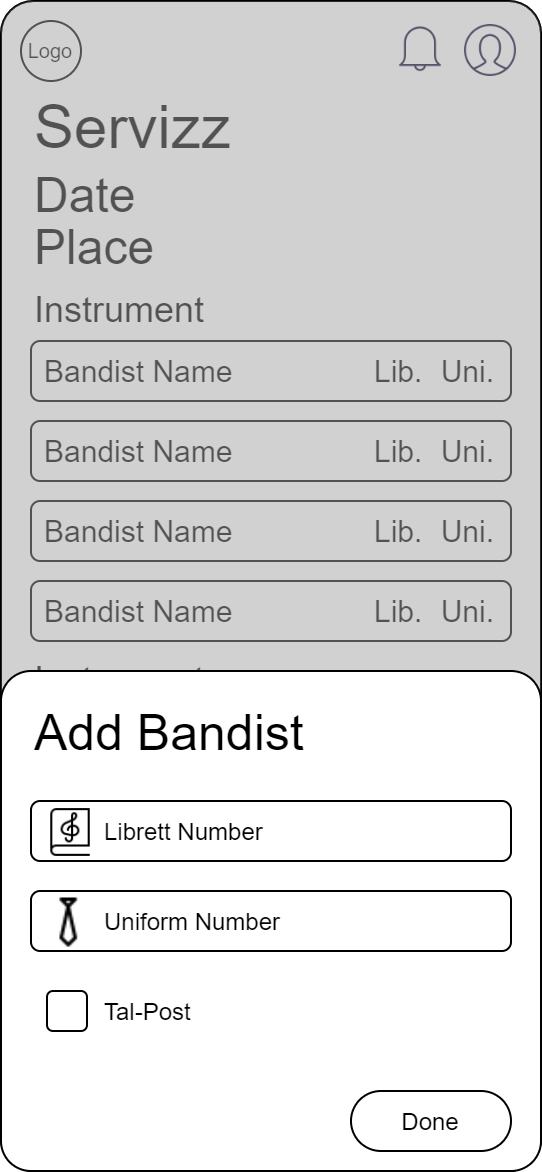 Logo
Servizz
Date
Place
Instrument
Bandist Name Lib. Uni.
Bandist Name Lib. Uni.
Bandist Name Lib. Uni.
Bandist Name Lib. Uni.
Add Bandist
Librett Number
Uniform Number
Tal-Post
Done